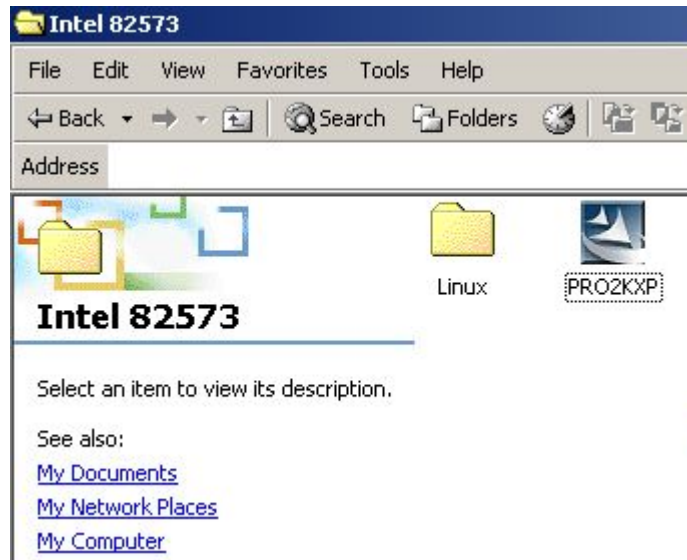 Intel 82573
File Edit View Favorites Tools Help
Back Search Folders
Address
Linux PRO2KXP
Intel 82573
Select an item to view its description.
See also:
My Documents
My Network Places
My Computer